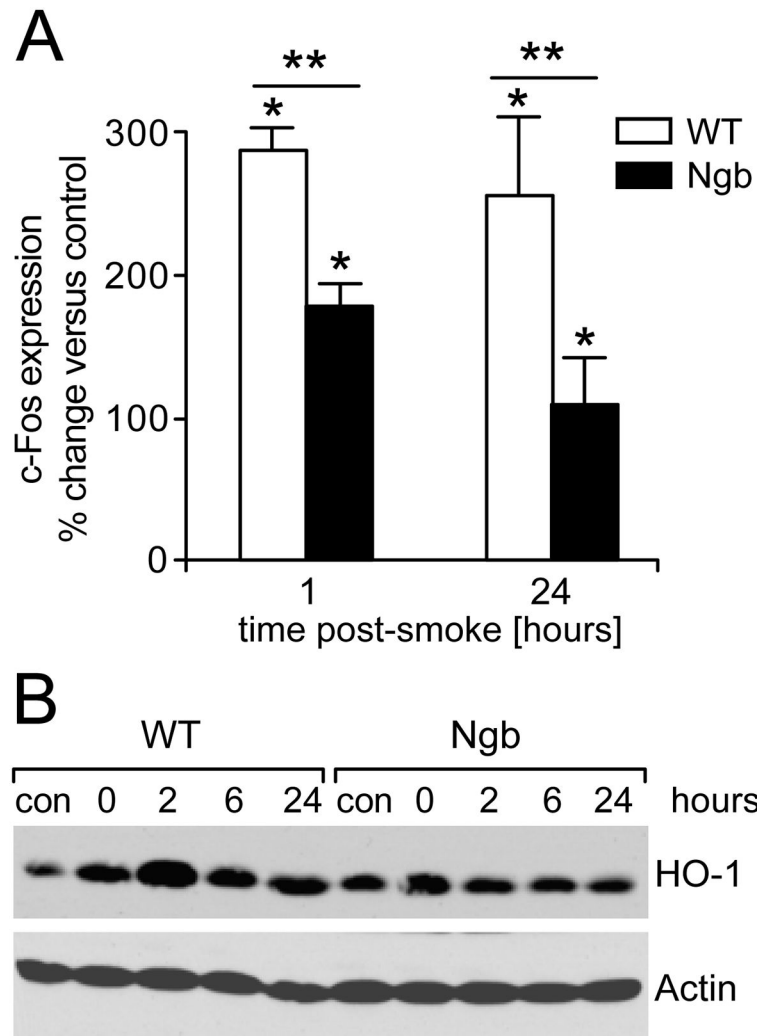 A
** **
* *
300
WT
Ngb
*
200
*
100
0
1 24
time post-smoke [hours]
c-Fos expression
% change versus control
B
WT Ngb
con 0 2 6 24 con 0 2 6 24 hours
HO-1
Actin